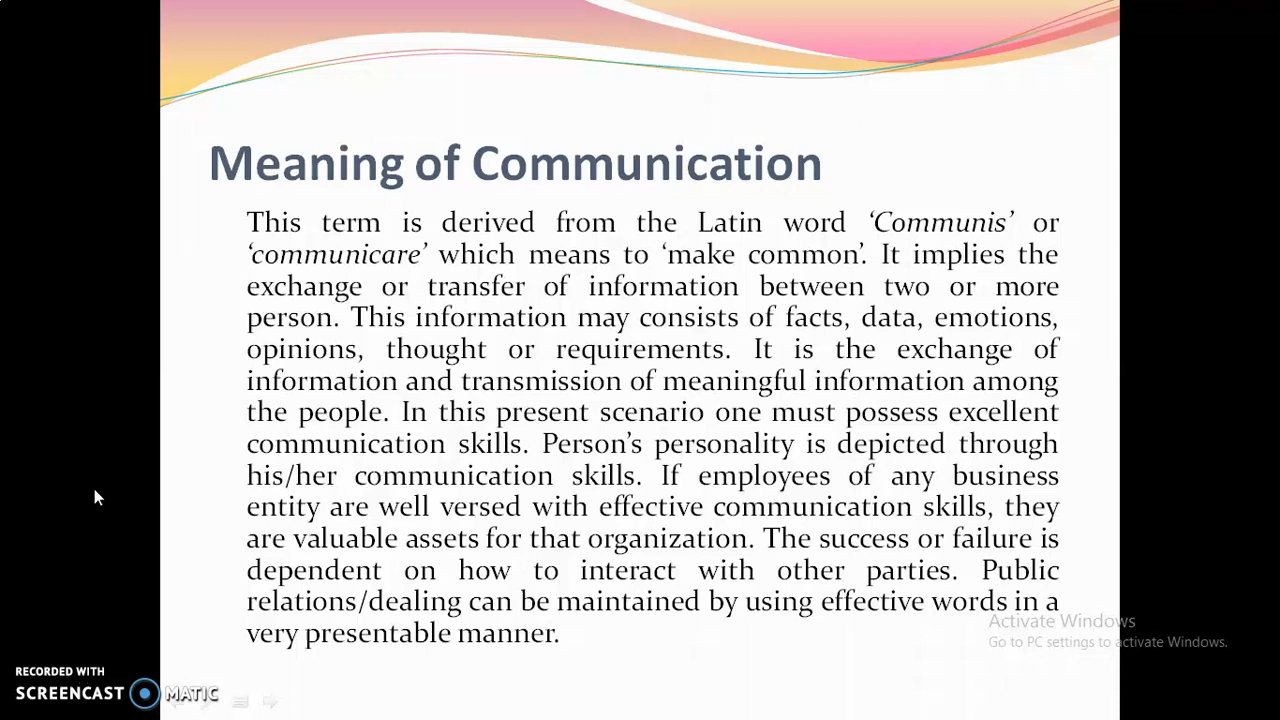 Meaning of Communication
This term is derived from the Latin word ‘Communis’ or
‘communicare’ which means to ‘make common’. It implies the
exchange or transfer of information between two or more
person. This information may consists of facts, data, emotions,
opinions, thought or requirements. It is the exchange of
information and transmission of meaningful information among
the people. In this present scenario one must possess excellent
communication skills. Person’s personality is depicted through
his/her communication skills. If employees of any business
entity are well versed with effective communication skills, they
are valuable assets for that organization. The success or failure is
dependent on how to interact with other parties. Public
relations/dealing can be maintained by using effective words in a
very presentable manner.
Activate Windows
Go to PC settings to activate Windows.
RECORDED WITH
SCREENCAST MATIC